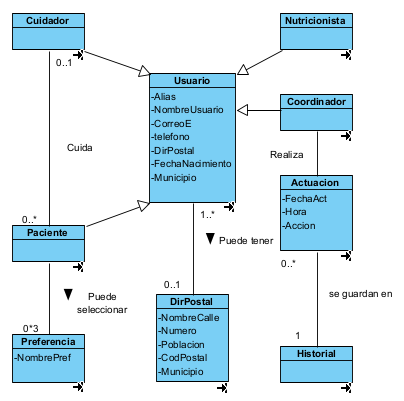 Cuidador
Nutricionista
0..1
Usuario
-Alias
-NombreUsuario
-CorreoE
-telefono
-DirPostal
-FechaNacimiento
-Municipio
Coordinador
Cuida
Realiza
Actuacion
-FechaAct
-Hora
-Accion
0..*
1..*
Paciente
Puede tener
0..*
Puede
seleccionar
0..1
se guardan en
DirPostal
-NombreCalle
-Numero
-Poblacion
-CodPostal
-Municipio
0*3
1
Preferencia
-NombrePref
Historial